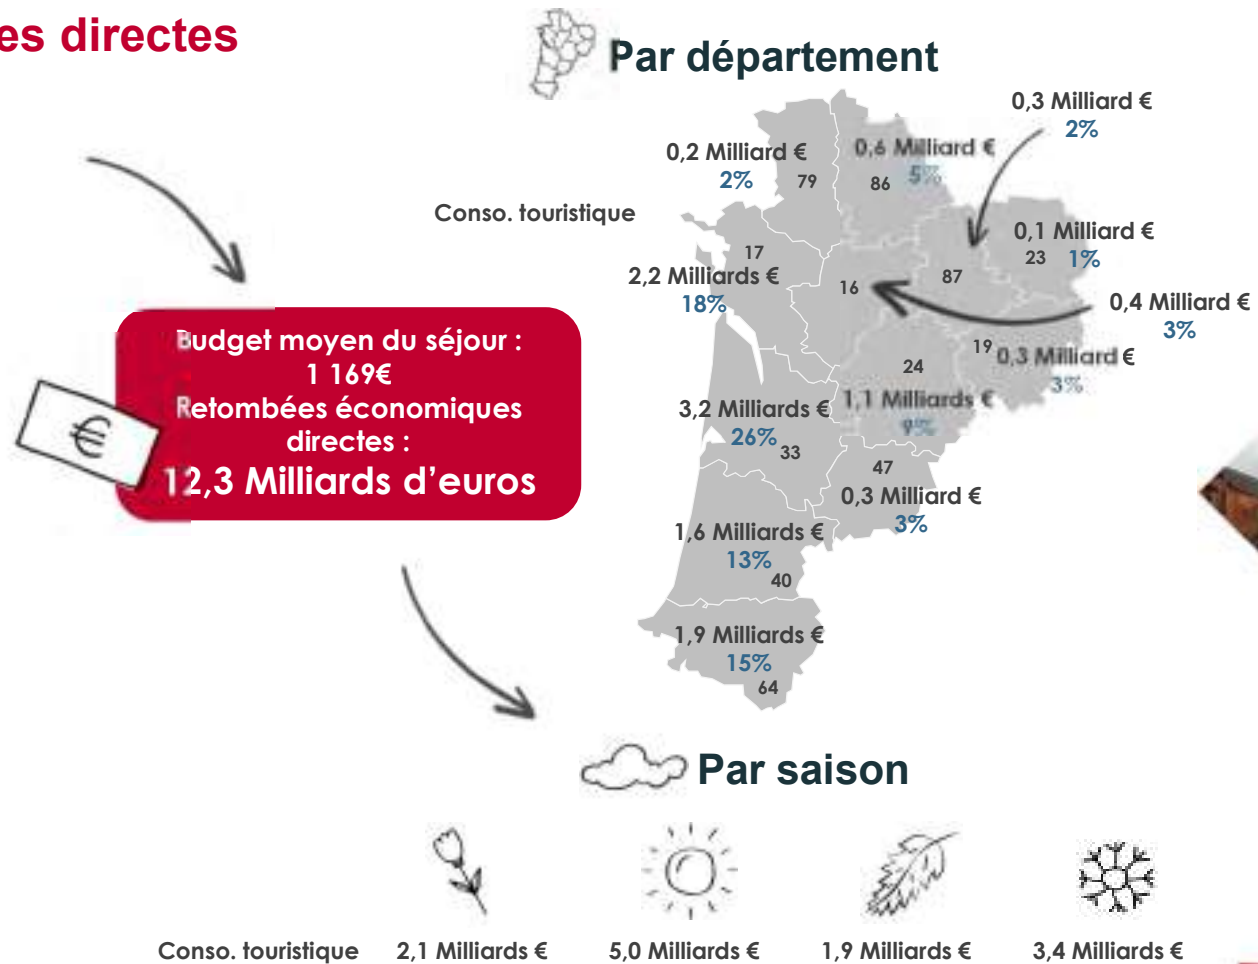 es directes
Par département
0,3 Milliard €
2%
0,2 Milliard €
2%
79
0,6 Milliard €
5%
86
Conso. touristique
17
2,2 Milliards €
18%
16
87
0,1 Milliard €
23
1%
0,4 Milliard €
3%
19
0,3 Milliard €
3%
24
1,1 Milliards €
9%
3,2 Milliards €
26%
33
47
0,3 Milliard €
3%
1,6 Milliards €
13%
40
1,9 Milliards €
15%
64
Budget moyen du séjour :
1 169€
Retombées économiques
directes :
12,3 Milliards d’euros
€
Par saison
Conso. touristique 2,1 Milliards € 5,0 Milliards € 1,9 Milliards € 3,4 Milliards €